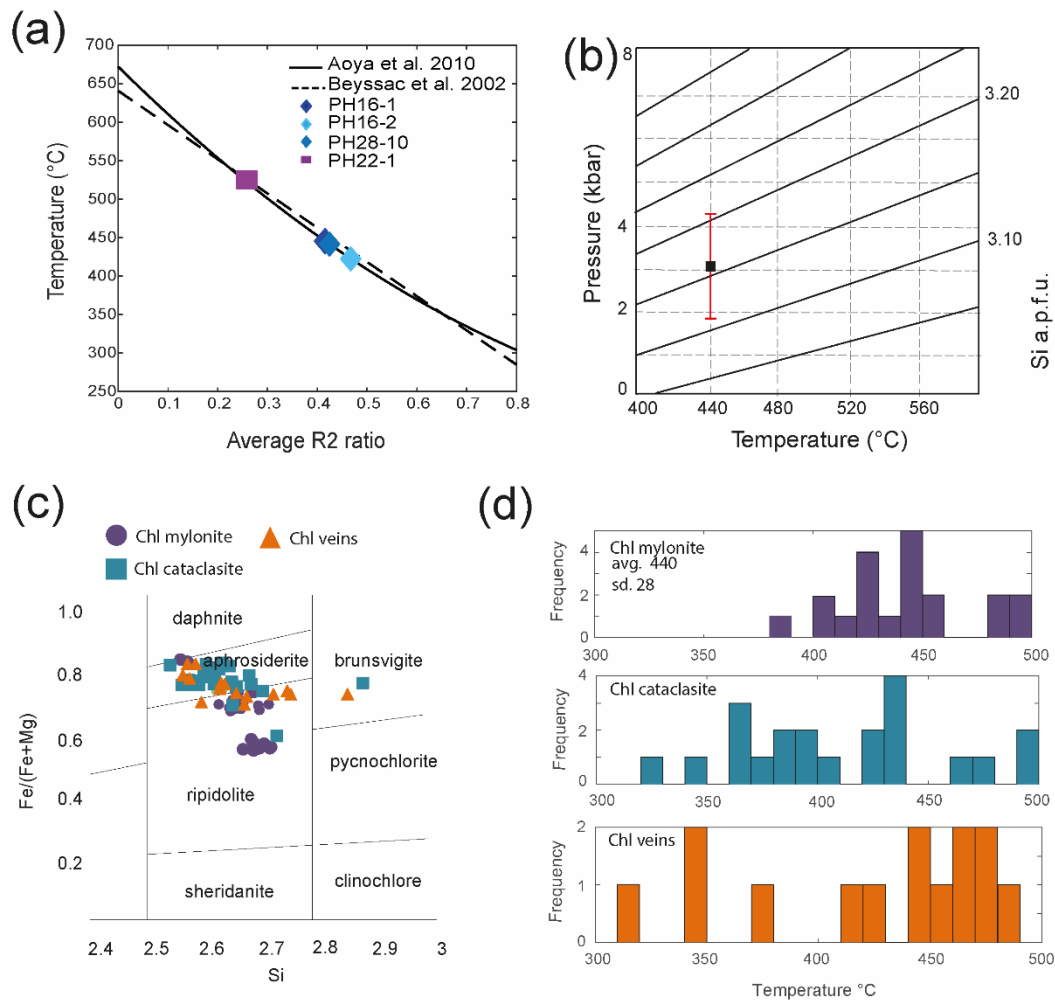 (a)
700
650
600
550
500
450
400
350
300
250
Temperature (°C)
Aoya et al. 2010
Beyssac et al. 2002
PH16-1
PH16-2
PH28-10
PH22-1
0 0.1 0.2 0.3 0.4 0.5 0.6 0.7 0.8
Average R2 ratio
(b)
8
4
2
0
Pressure (kbar)
3.20
3.10
Si a.p.f.u.
400 440 480 520 560
Temperature (°C)
(c)
Chl mylonite
Chl veins
Chl cataclasite
1.0
0.8
0.6
0.4
0.2
Fe/(Fe+Mg)
daphnite
aphrosiderite
brunsvigite
pycnochlorite
ripidolite
sheridanite
clinochlore
2.4 2.5 2.6 2.7 2.8 2.9 3
Si
(d)
Frequency
4
2
0
Chl mylonite
avg. 440
sd. 28
300 350 400 450 500
Frequency
4
2
0
Chl cataclasite
300 350 400 450 500
Frequency
2
1
0
Chl veins
300 350 400 450 500
Temperature °C